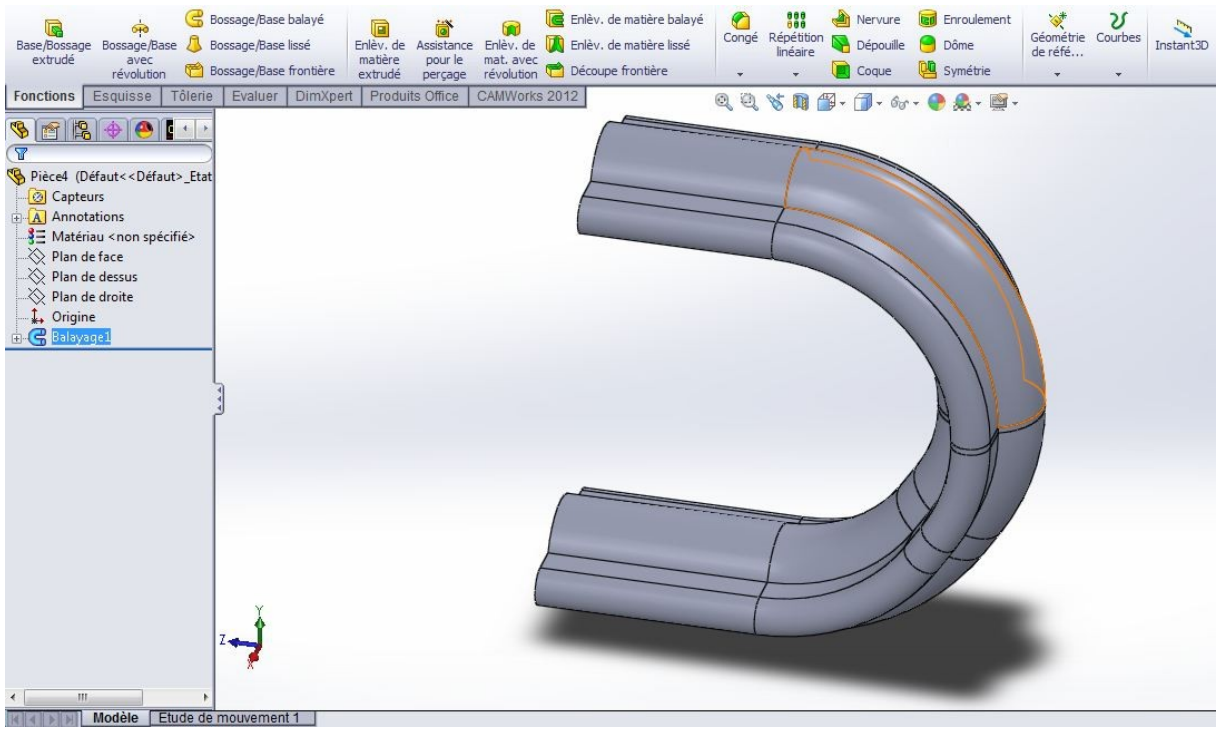 Base/Bossage extrudé
Bossage/Base avec révolution
Bossage/Base balayé
Bossage/Base lissé
Bossage/Base frontière
Enlèv. de matière extrudé
Assistance pour le perçage
Enlèv. de mat. avec révolution
Enlèv. de matière balayé
Enlèv. de matière lissé
Découpe frontière
Congé
Répétition linéaire
Nervure
Dépouille
Coque
Enroulement
Dôme
Symétrie
Géométrie de réfé...
Courbes
Instant3D
Fonctions Esquisse Tôlerie Evaluer DimXpert Produits Office CAMWorks 2012
Pièce4 (Défaut<<Défaut>_Etat
Capteurs
A Annotations
Matériau <non spécifié>
Plan de face
Plan de dessus
Plan de droite
Origine
Balayage1
Y
Z
X
Modèle Etude de mouvement 1